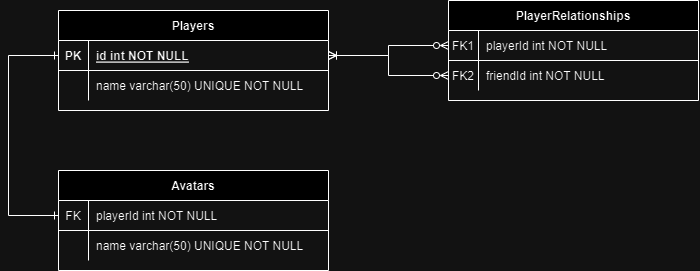 Players
PK id int NOT NULL
name varchar(50) UNIQUE NOT NULL
PlayerRelationships
FK1 playerId int NOT NULL
FK2 friendId int NOT NULL
Avatars
FK playerId int NOT NULL
name varchar(50) UNIQUE NOT NULL